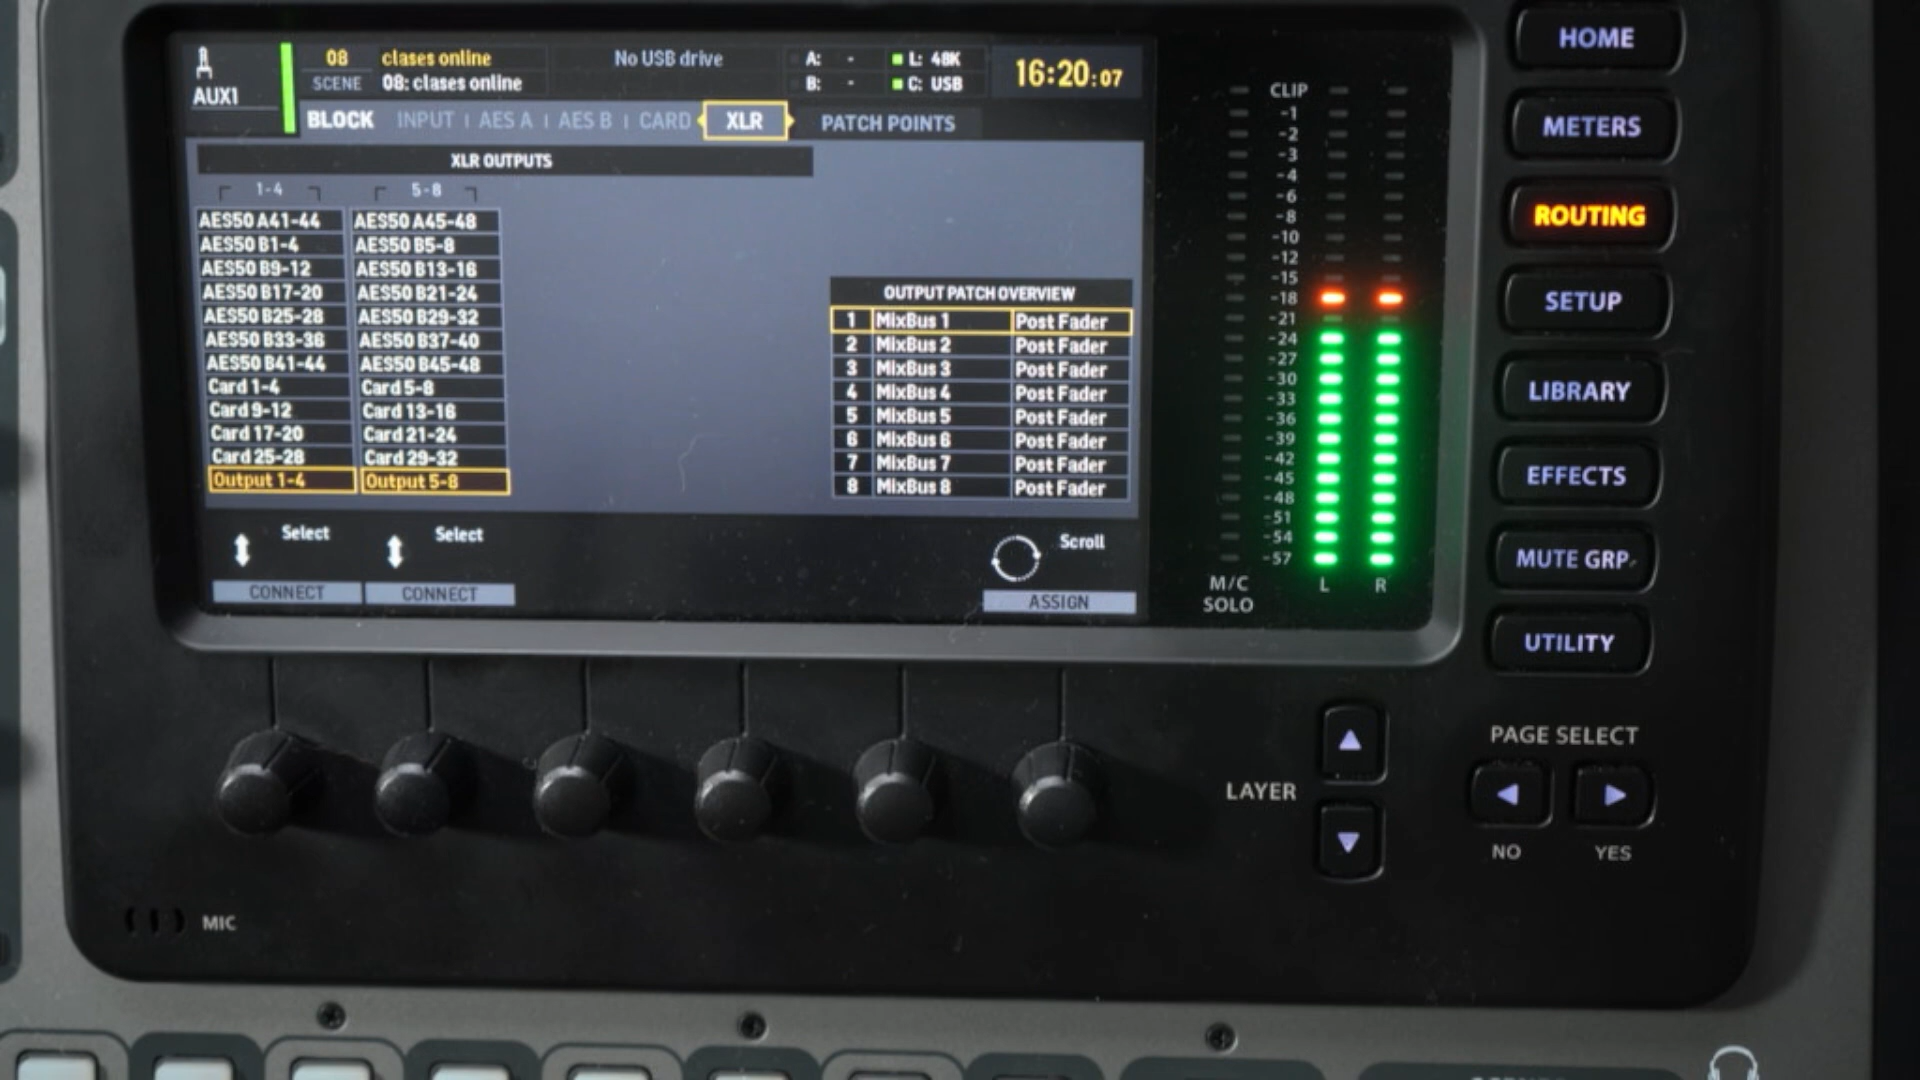 AUX1
08 clases online
SCENE 08: clases online
No USB drive
A: - L: 48K
B: - C: USB
16:20:07
BLOCK INPUT AES A AES B CARD XLR PATCH POINTS
XLR OUTPUTS
1-4 5-8
AES50 A41-44 AES50 A45-48
AES50 B1-4 AES50 B5-8
AES50 B9-12 AES50 B13-16
AES50 B17-20 AES50 B21-24
AES50 B25-28 AES50 B29-32
AES50 B33-36 AES50 B37-40
AES50 B41-44 AES50 B45-48
Card 1-4 Card 5-8
Card 9-12 Card 13-16
Card 17-20 Card 21-24
Card 25-28 Card 29-32
Output 1-4 Output 5-8
OUTPUT PATCH OVERVIEW
1 MixBus 1 Post Fader
2 MixBus 2 Post Fader
3 MixBus 3 Post Fader
4 MixBus 4 Post Fader
5 MixBus 5 Post Fader
6 MixBus 6 Post Fader
7 MixBus 7 Post Fader
8 MixBus 8 Post Fader
Select Select Scroll
CONNECT CONNECT ASSIGN
CLIP
-1
-2
-3
-4
-6
-8
-10
-12
-15
-18
-21
-24
-27
-30
-33
-36
-39
-42
-45
-48
-51
-54
-57
M/C L R
SOLO
HOME
METERS
ROUTING
SETUP
LIBRARY
EFFECTS
MUTE GRP
UTILITY
LAYER
PAGE SELECT
NO YES
MIC